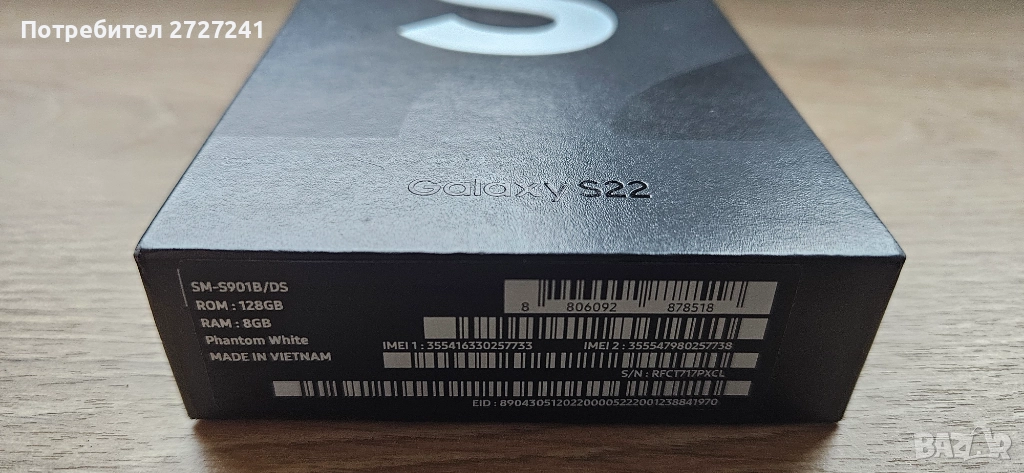 Потребител 2727241
S
Galaxy S22
SM-S901B/DS
ROM : 128GB
RAM : 8GB
Phantom White
MADE IN VIETNAM
8 806092 878518
IMEI 1 : 355416330257733 IMEI 2 : 355547980257738
S/N : RFCT717PXCL
EID : 89043051202200005222001238841970
BAZAR